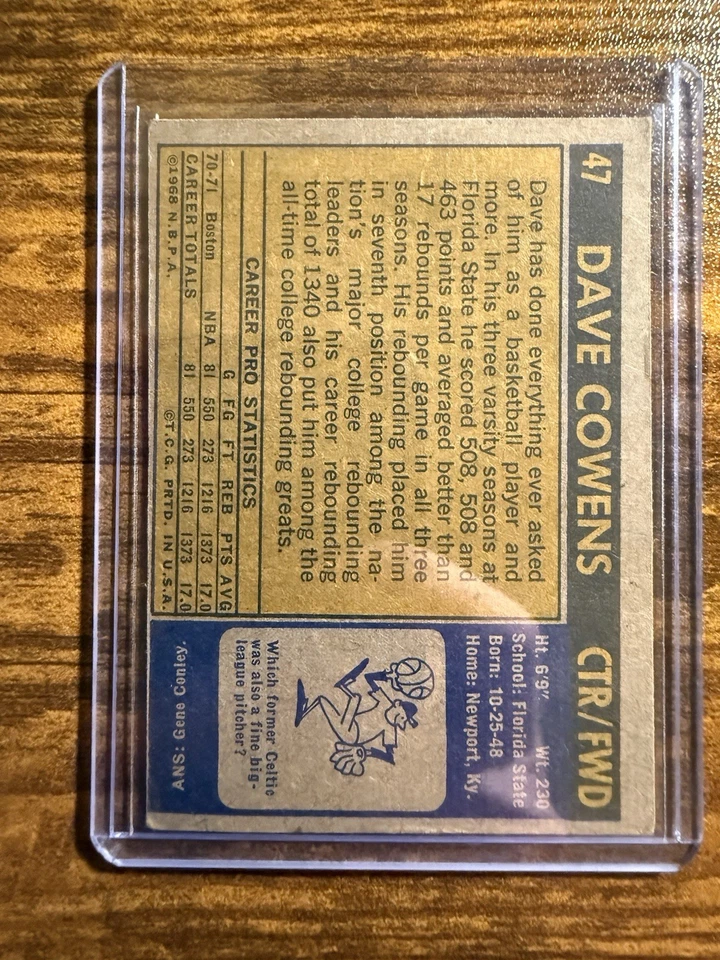 47 DAVE COWENS CTR/FWD
Dave has done everything ever asked
of him as a basketball player and
more. In his three varsity seasons at
Florida State he scored 508, 508 and
463 points and averaged better than
17 rebounds per game in all three
seasons. His rebounding placed him
in seventh position among the na-
tion's major college rebounding
leaders and his career rebounding
total of 1340 also put him among the
all-time college rebounding greats.
CAREER PRO STATISTICS
G FG FT REB PTS AVG
70-71 Boston NBA 81 550 273 1216 1373 17.0
CAREER TOTALS 81 550 273 1216 1373 17.0
©1968 N.B.P.A. ©T.C.G. PRTD. IN U.S.A.
Ht. 6'9" Wt. 230
School: Florida State
Born: 10-25-48
Home: Newport, Ky.
Which former Celtic
was also a fine big-
league pitcher?
ANS: Gene Conley.